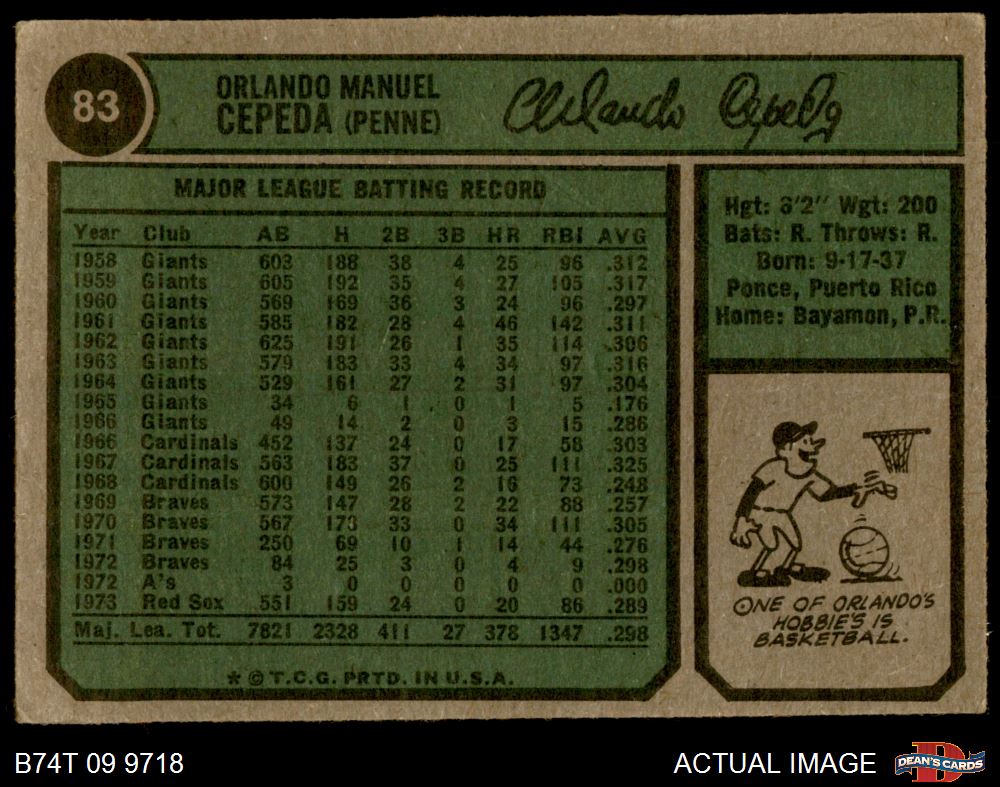 83
ORLANDO MANUEL
CEPEDA (PENNE)
Orlando Cepeda
MAJOR LEAGUE BATTING RECORD
Year Club AB H 2B 3B HR RBI AVG
1958 Giants 603 188 38 4 25 96 .312
1959 Giants 605 192 35 4 27 105 .317
1960 Giants 569 169 36 3 24 96 .297
1961 Giants 585 182 28 4 46 142 .311
1962 Giants 625 191 26 1 35 114 .306
1963 Giants 579 183 33 4 34 97 .316
1964 Giants 529 161 27 2 31 97 .304
1965 Giants 34 6 1 0 1 5 .176
1966 Giants 49 14 2 0 3 15 .286
1966 Cardinals 452 137 24 0 17 58 .303
1967 Cardinals 563 183 37 0 25 111 .325
1968 Cardinals 600 149 26 2 16 73 .248
1969 Braves 573 147 28 2 22 88 .257
1970 Braves 567 173 33 0 34 111 .305
1971 Braves 250 69 10 1 14 44 .276
1972 Braves 84 25 3 0 4 9 .298
1972 A's 3 0 0 0 0 0 .000
1973 Red Sox 551 159 24 0 20 86 .289
Maj. Lea. Tot. 7821 2328 411 27 378 1347 .298
* © T.C.G. PRTD. IN U.S.A.
Hgt: 6'2" Wgt: 200
Bats: R. Throws: R.
Born: 9-17-37
Ponce, Puerto Rico
Home: Bayamon, P.R.
ONE OF ORLANDO'S
HOBBIE'S IS
BASKETBALL.
B74T 09 9718
ACTUAL IMAGE
DEAN'S CARDS